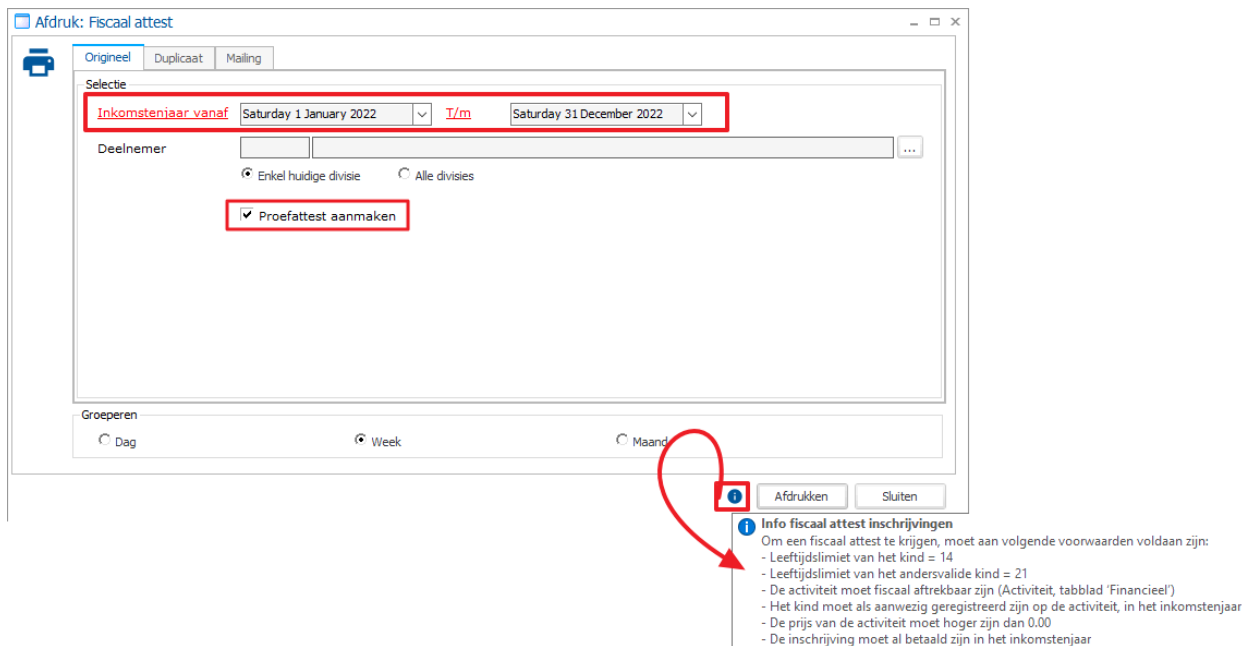 Afdruk: Fiscaal attest
Origineel Duplicaat Mailing
Selectie
Inkomstenjaar vanaf Saturday 1 January 2022 T/m Saturday 31 December 2022
Deelnemer ...
Enkel huidige divisie Alle divisies
Proefattest aanmaken
Groeperen
Dag Week Maand
Afdrukken Sluiten
Info fiscaal attest inschrijvingen
Om een fiscaal attest te krijgen, moet aan volgende voorwaarden voldaan zijn:
- Leeftijdslimiet van het kind = 14
- Leeftijdslimiet van het andersvalide kind = 21
- De activiteit moet fiscaal aftrekbaar zijn (Activiteit, tabblad 'Financieel')
- Het kind moet als aanwezig geregistreerd zijn op de activiteit, in het inkomstenjaar
- De prijs van de activiteit moet hoger zijn dan 0.00
- De inschrijving moet al betaald zijn in het inkomstenjaar